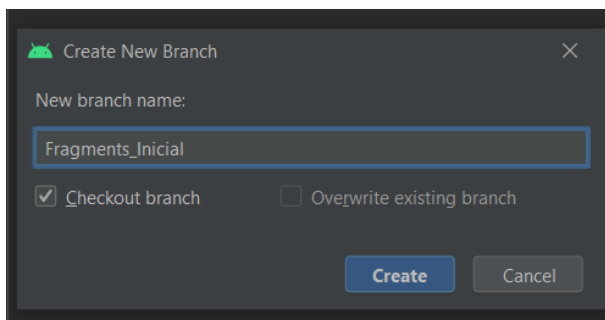 Create New Branch
New branch name:
Fragments_Inicial
Checkout branch Overwrite existing branch
Create Cancel